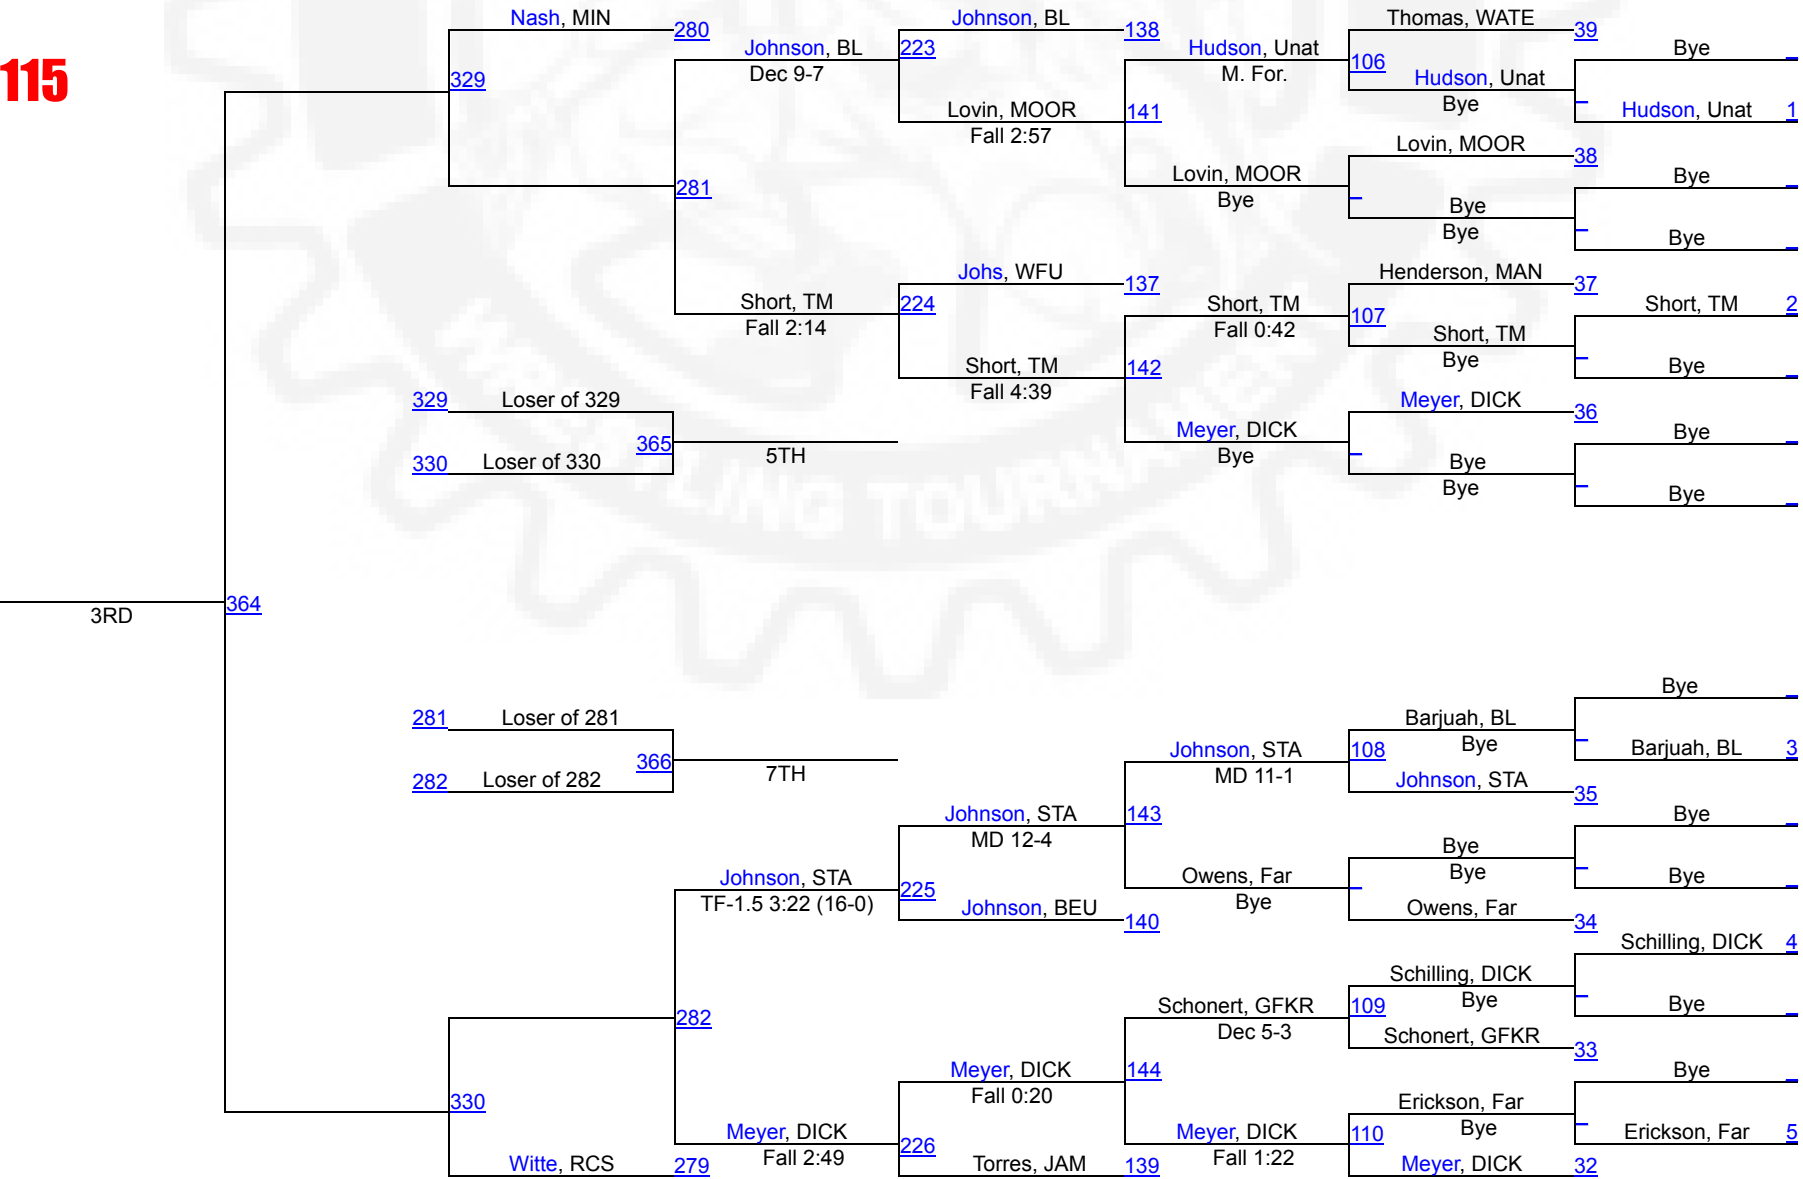 115
Nash, MIN
280
329
Johnson, BL
Dec 9-7
Johnson, BL
138
223
Lovin, MOOR
Fall 2:57
Hudson, Unat
M. For.
141
Thomas, WATE
39
106
Hudson, Unat
Bye
Bye
Hudson, Unat
1
Lovin, MOOR
Bye
Lovin, MOOR
38
Bye
Bye
Bye
Bye
281
Short, TM
Fall 2:14
Johs, WFU
137
224
Short, TM
Fall 4:39
Short, TM
Fall 0:42
142
Henderson, MAN
37
107
Short, TM
Bye
Short, TM
2
Bye
Meyer, DICK
Bye
Meyer, DICK
36
Bye
Bye
Bye
Bye
329
Loser of 329
365
5TH
330
Loser of 330
WRESTLING TOURNAMENT
3RD
364
281
Loser of 281
366
7TH
282
Loser of 282
Johnson, STA
TF-1.5 3:22 (16-0)
Johnson, STA
MD 12-4
225
Johnson, BEU
140
Johnson, STA
MD 11-1
143
Barjuah, BL
Bye
108
Johnson, STA
35
Bye
Barjuah, BL
3
Owens, Far
Bye
Bye
Bye
Owens, Far
34
Bye
Bye
282
330
Witte, RCS
279
Meyer, DICK
Fall 2:49
Meyer, DICK
Fall 0:20
226
Torres, JAM
139
Schonert, GFKR
Dec 5-3
144
Schilling, DICK
Bye
109
Schonert, GFKR
33
Schilling, DICK
4
Bye
Meyer, DICK
Fall 1:22
Erickson, Far
Bye
110
Meyer, DICK
32
Bye
Erickson, Far
5